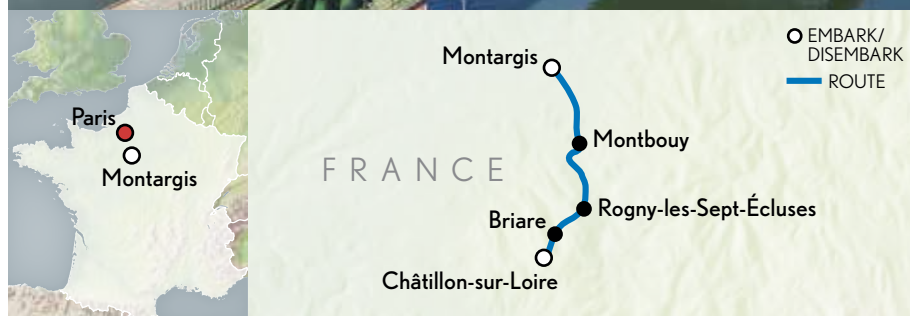 Paris
Montargis
EMBARK/
DISEMBARK
ROUTE
Montargis
Montbouy
FRANCE
Rogny-les-Sept-Écluses
Briare
Châtillon-sur-Loire